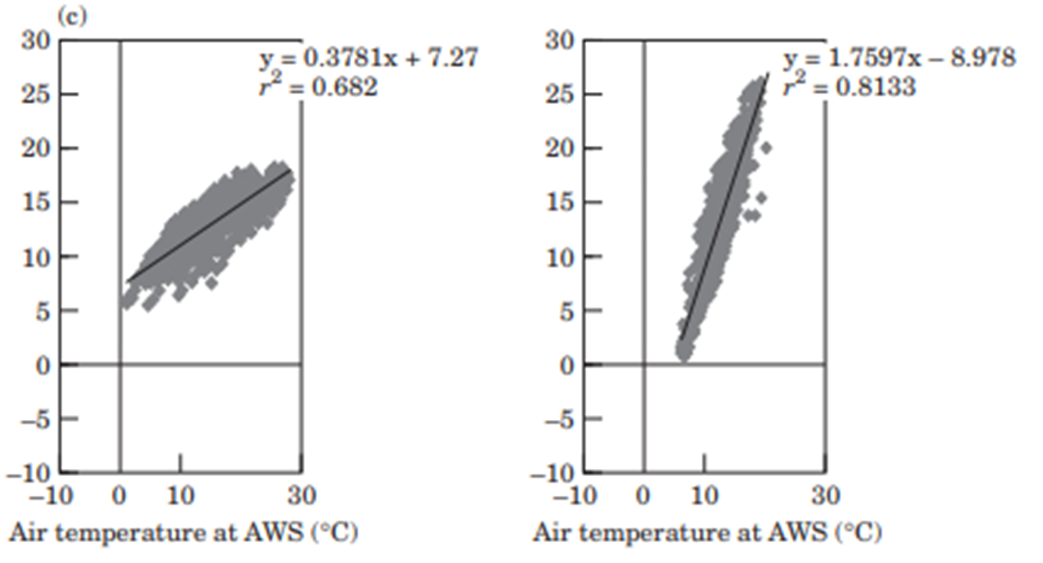 (c)
30
25
20
15
10
5
0
–5
–10
–10 0 10 30
Air temperature at AWS (°C)
y = 0.3781x + 7.27
r² = 0.682
30
25
20
15
10
5
0
–5
–10
–10 0 10 30
Air temperature at AWS (°C)
y = 1.7597x – 8.978
r² = 0.8133